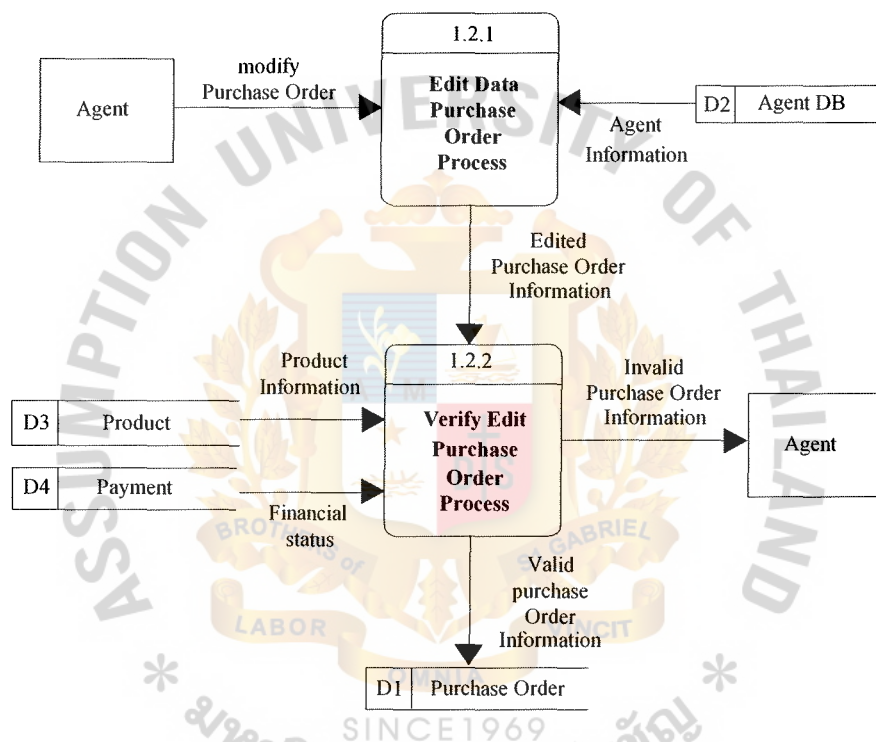 1.2.1
Edit Data
Purchase
Order
Process
Agent
modify
Purchase Order
D2 Agent DB
Agent
Information
Edited
Purchase Order
Information
1.2.2
Verify Edit
Purchase
Order
Process
Product
Information
D3 Product
D4 Payment
Financial
status
Invalid
Purchase Order
Information
Agent
Valid
purchase
Order
Information
D1 Purchase Order
ASSUMPTION UNIVERSITY OF THAILAND
BROTHERS of
ST GABRIEL
LABOR
VINCIT
OMNIA
SINCE1969